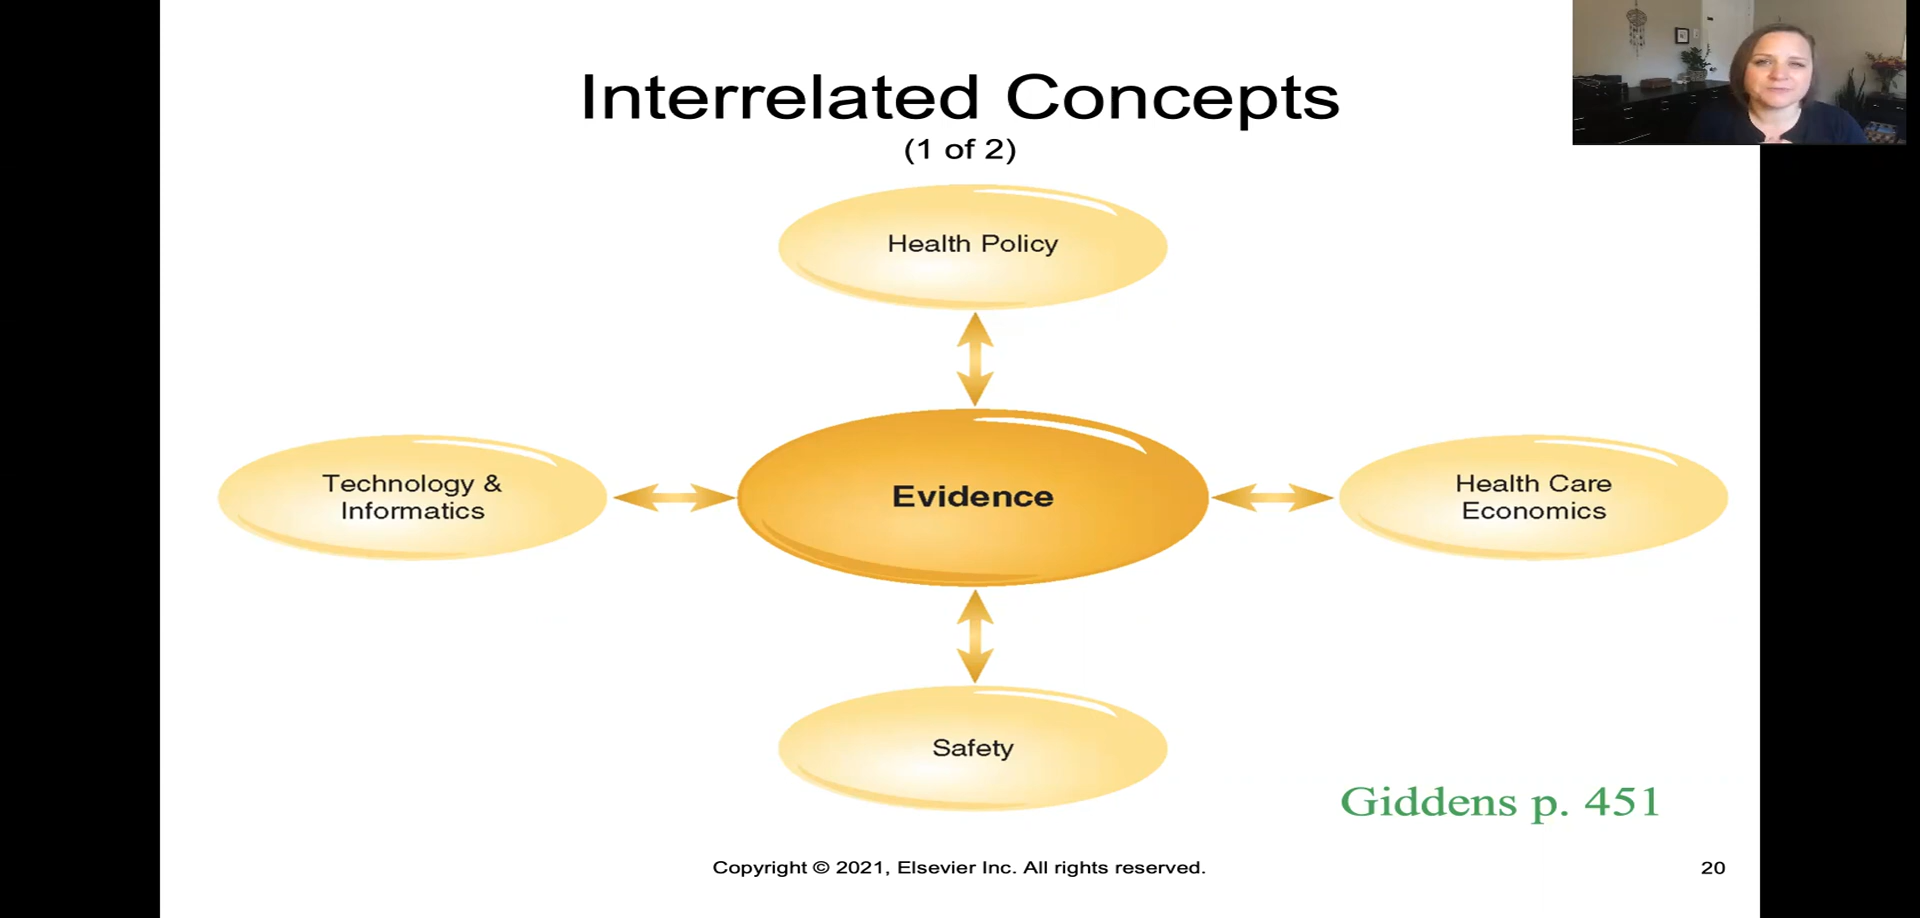 Interrelated Concepts
(1 of 2)
Health Policy
Technology &
Informatics
Evidence
Health Care
Economics
Safety
Giddens p. 451
Copyright © 2021, Elsevier Inc. All rights reserved.
20